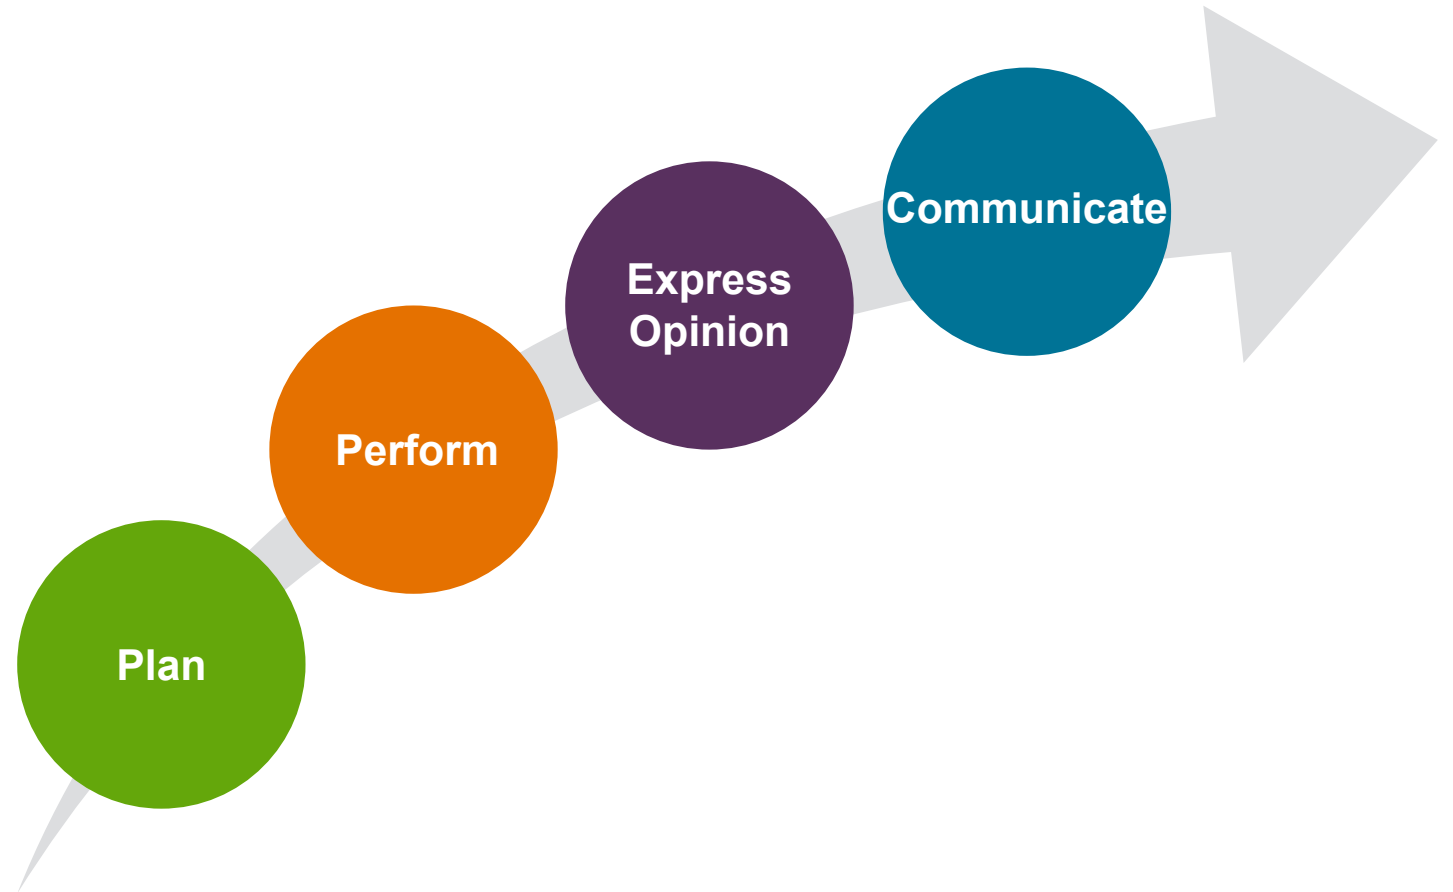 Plan
Perform
Express
Opinion
Communicate